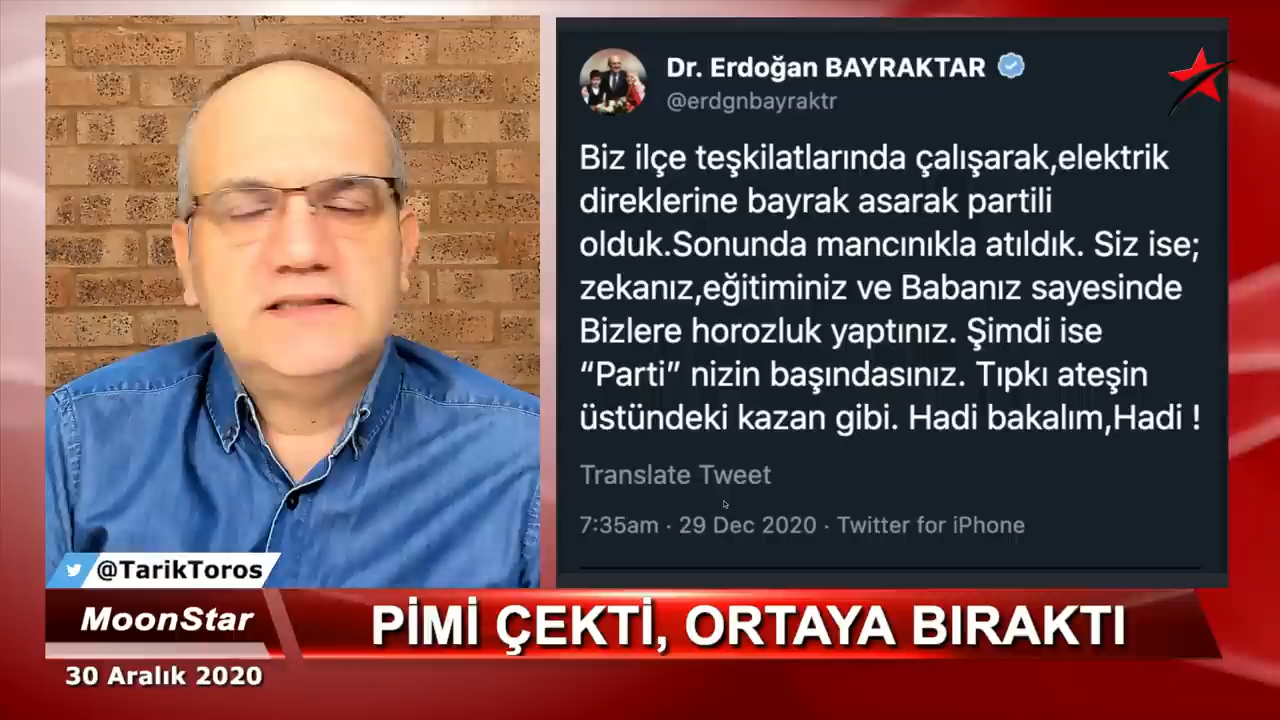 Dr. Erdoğan BAYRAKTAR
@erdgnbayraktr
Biz ilçe teşkilatlarında çalışarak,elektrik
direklerine bayrak asarak partili
olduk.Sonunda mancınıkla atıldık. Siz ise;
zekanız,eğitiminiz ve Babanız sayesinde
Bizlere horozluk yaptınız. Şimdi ise
“Parti” nizin başındasınız. Tıpkı ateşin
üstündeki kazan gibi. Hadi bakalım,Hadi !
Translate Tweet
7:35am · 29 Dec 2020 · Twitter for iPhone
@TarikToros
MoonStar
PİMİ ÇEKTİ, ORTAYA BIRAKTI
30 Aralık 2020